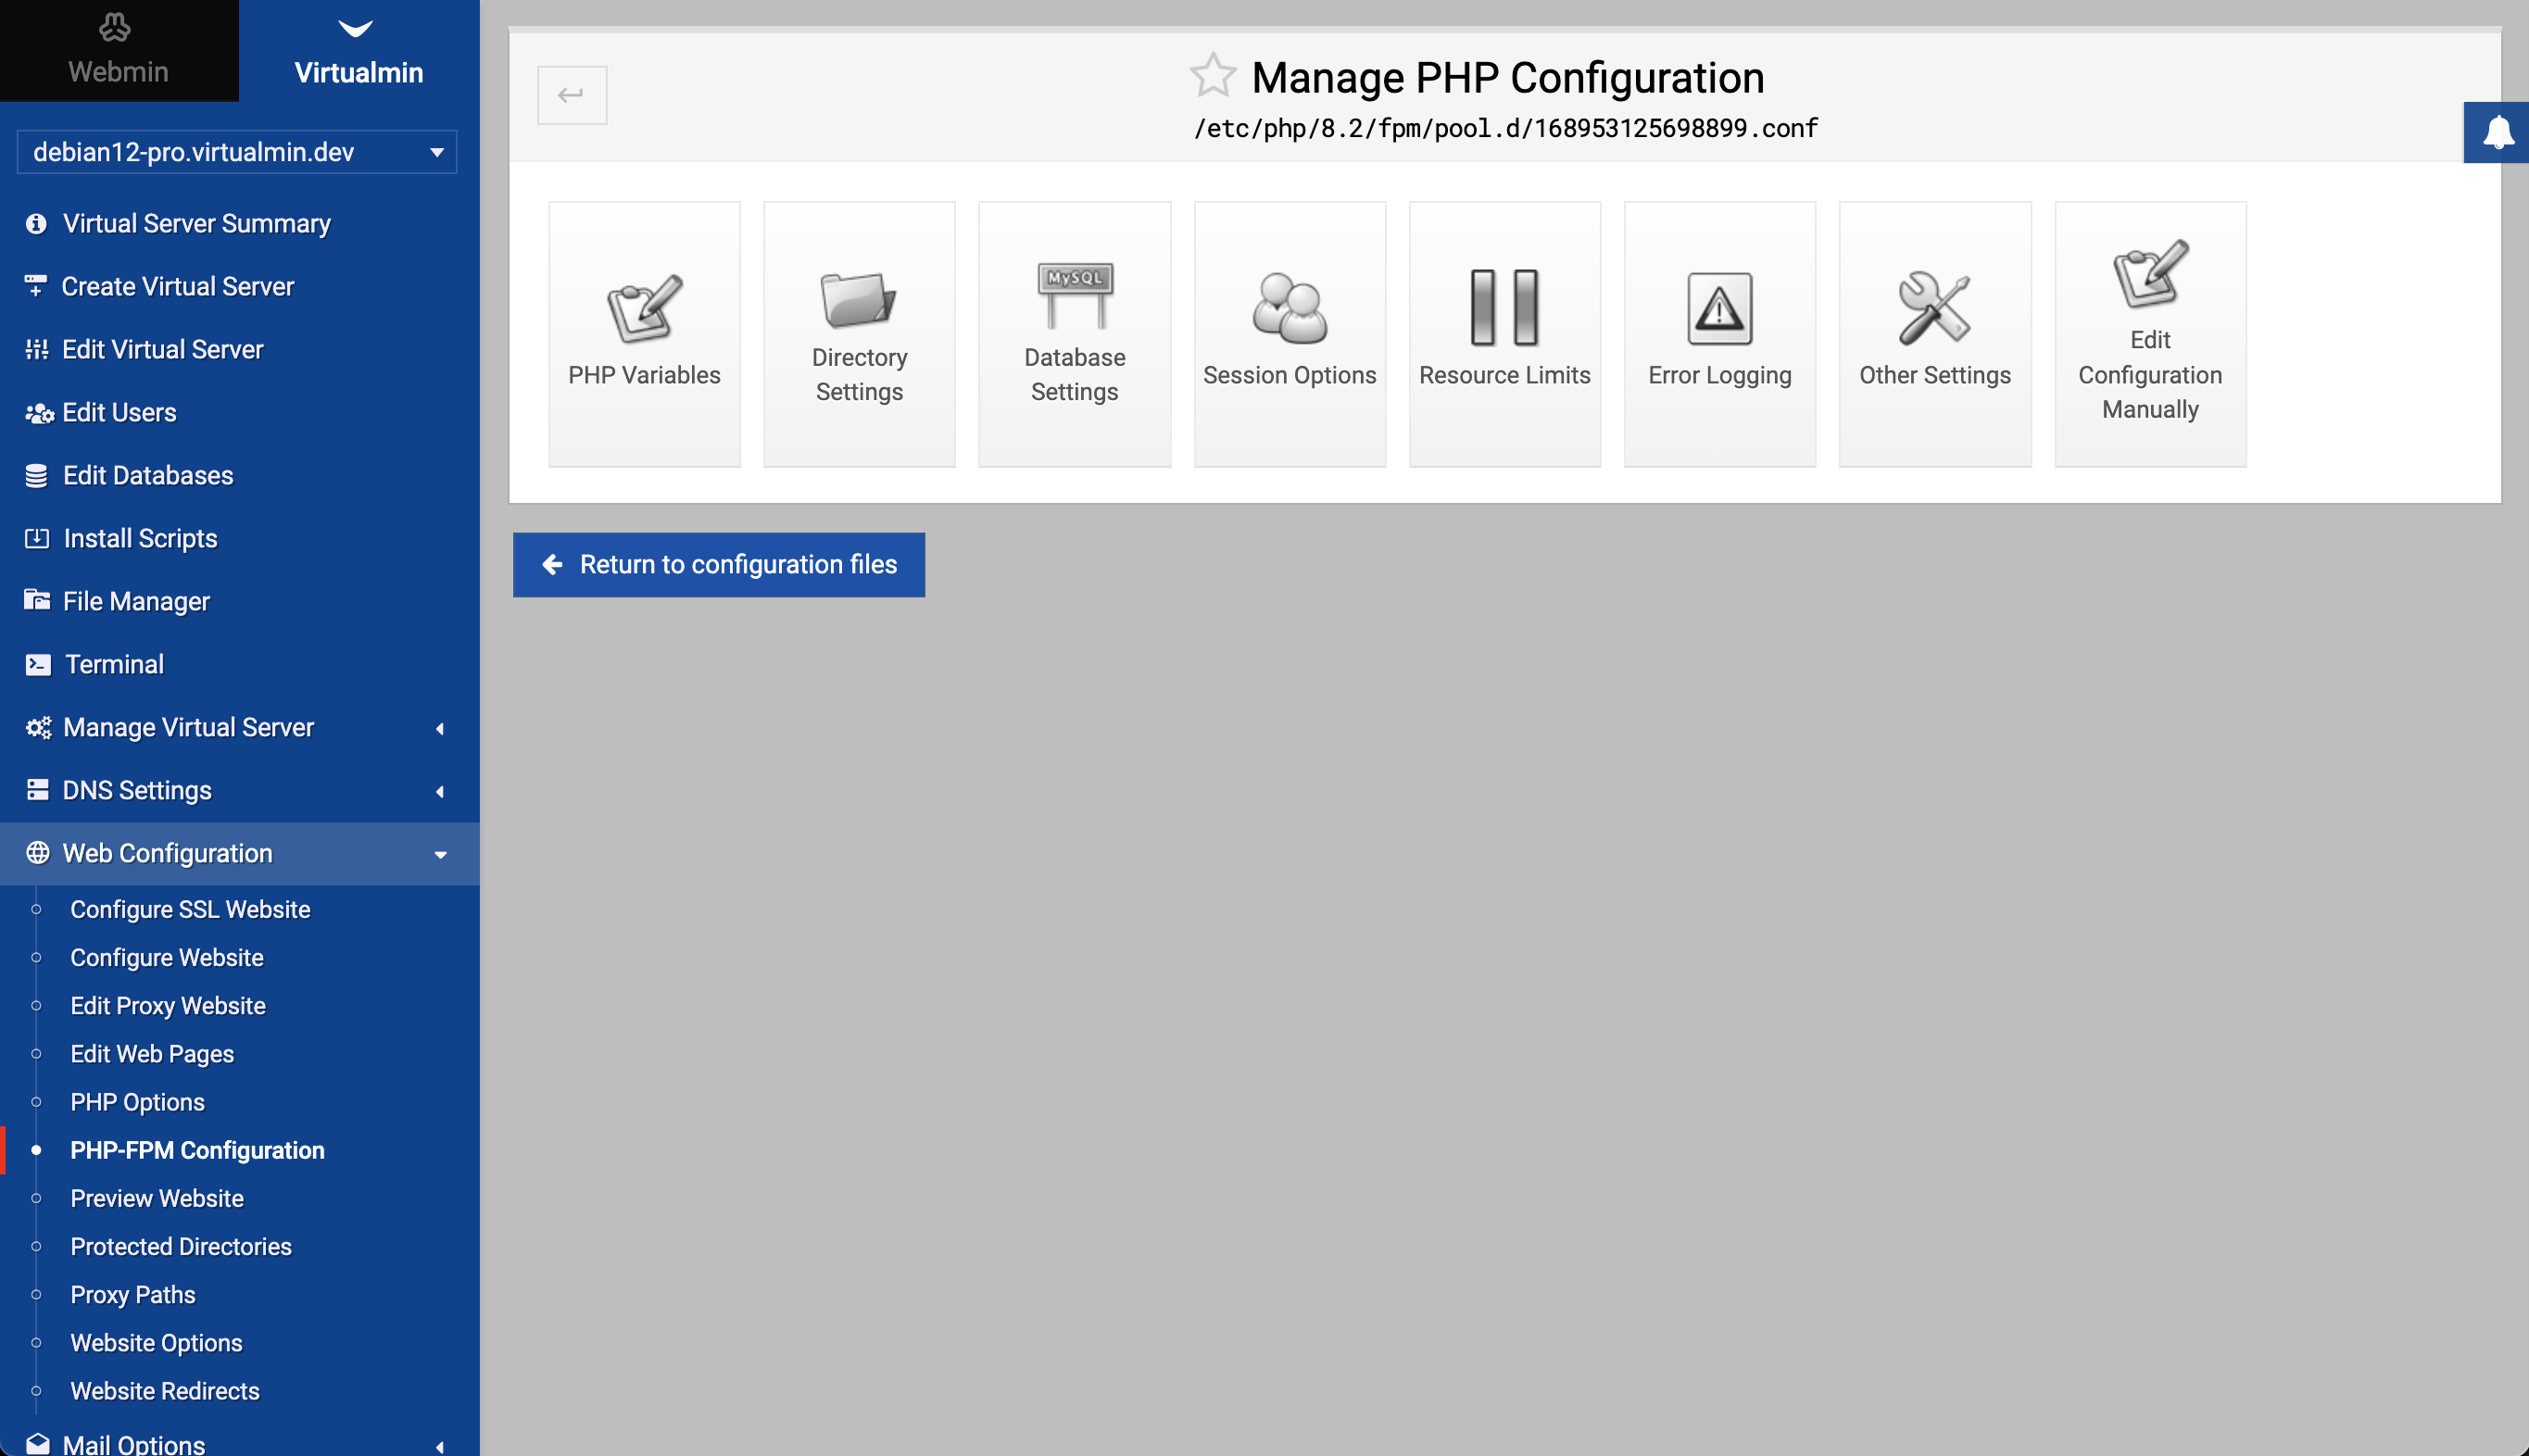 Webmin
Virtualmin
debian12-pro.virtualmin.dev
Virtual Server Summary
Create Virtual Server
Edit Virtual Server
Edit Users
Edit Databases
Install Scripts
File Manager
Terminal
Manage Virtual Server
DNS Settings
Web Configuration
Configure SSL Website
Configure Website
Edit Proxy Website
Edit Web Pages
PHP Options
PHP-FPM Configuration
Preview Website
Protected Directories
Proxy Paths
Website Options
Website Redirects
Mail Options
Manage PHP Configuration
/etc/php/8.2/fpm/pool.d/168953125698899.conf
PHP Variables
Directory
Settings
MySQL
Database
Settings
Session Options
Resource Limits
Error Logging
Other Settings
Edit
Configuration
Manually
Return to configuration files